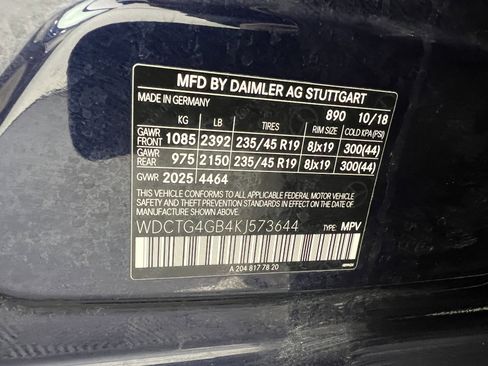 MFD BY DAIMLER AG STUTTGART
MADE IN GERMANY 890 10/18
KG LB TIRES RIM SIZE COLD KPA (PSI)
GAWR FRONT 1085 2392 235/45 R19 8Jx19 300(44)
GAWR REAR 975 2150 235/45 R19 8Jx19 300(44)
GVWR 2025 4464
THIS VEHICLE CONFORMS TO ALL APPLICABLE FEDERAL MOTOR VEHICLE
SAFETY AND THEFT PREVENTION STANDARDS IN EFFECT ON THE DATE OF
MANUFACTURE SHOWN ABOVE.
WDCTG4GB4KJ573644 TYPE: MPV
A 204 817 78 20